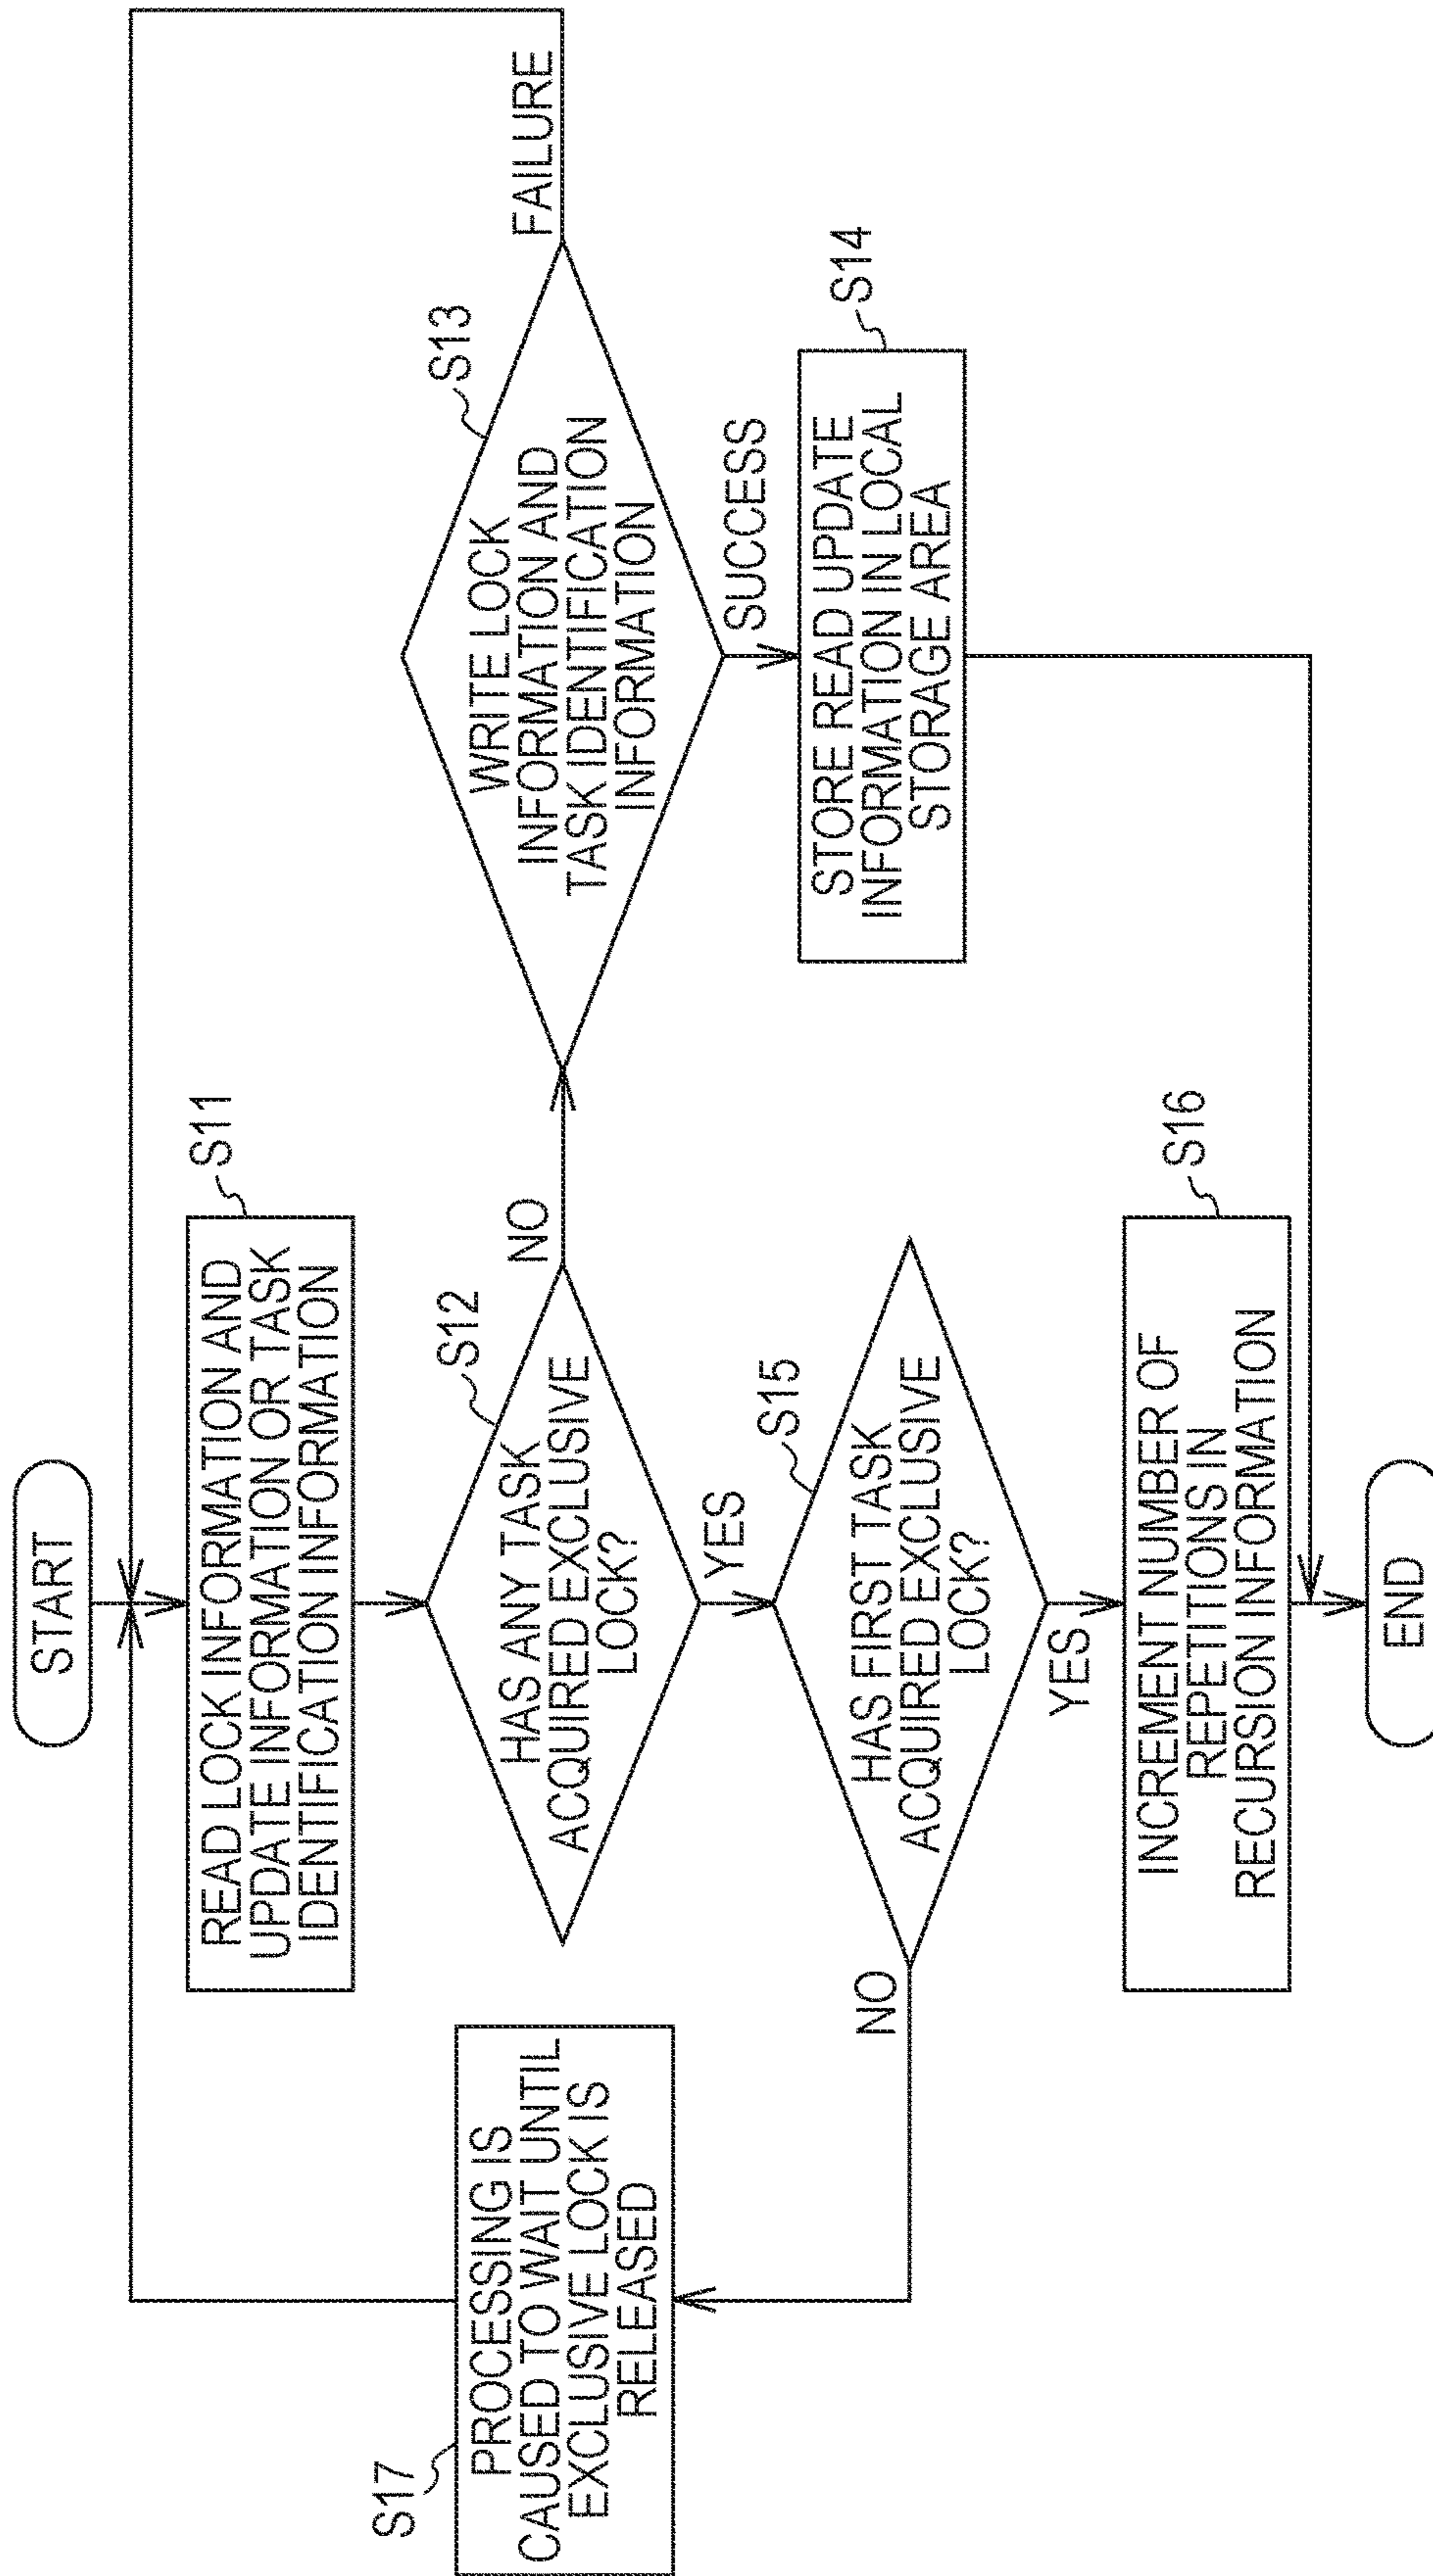 START
READ LOCK INFORMATION AND
UPDATE INFORMATION OR TASK
IDENTIFICATION INFORMATION
S11
HAS ANY TASK
ACQUIRED EXCLUSIVE
LOCK?
S12
NO
YES
WRITE LOCK
INFORMATION AND
TASK IDENTIFICATION
INFORMATION
S13
FAILURE
SUCCESS
STORE READ UPDATE
INFORMATION IN LOCAL
STORAGE AREA
S14
HAS FIRST TASK
ACQUIRED EXCLUSIVE
LOCK?
S15
NO
YES
INCREMENT NUMBER OF
REPETITIONS IN
RECURSION INFORMATION
S16
S17
PROCESSING IS
CAUSED TO WAIT UNTIL
EXCLUSIVE LOCK IS
RELEASED
END